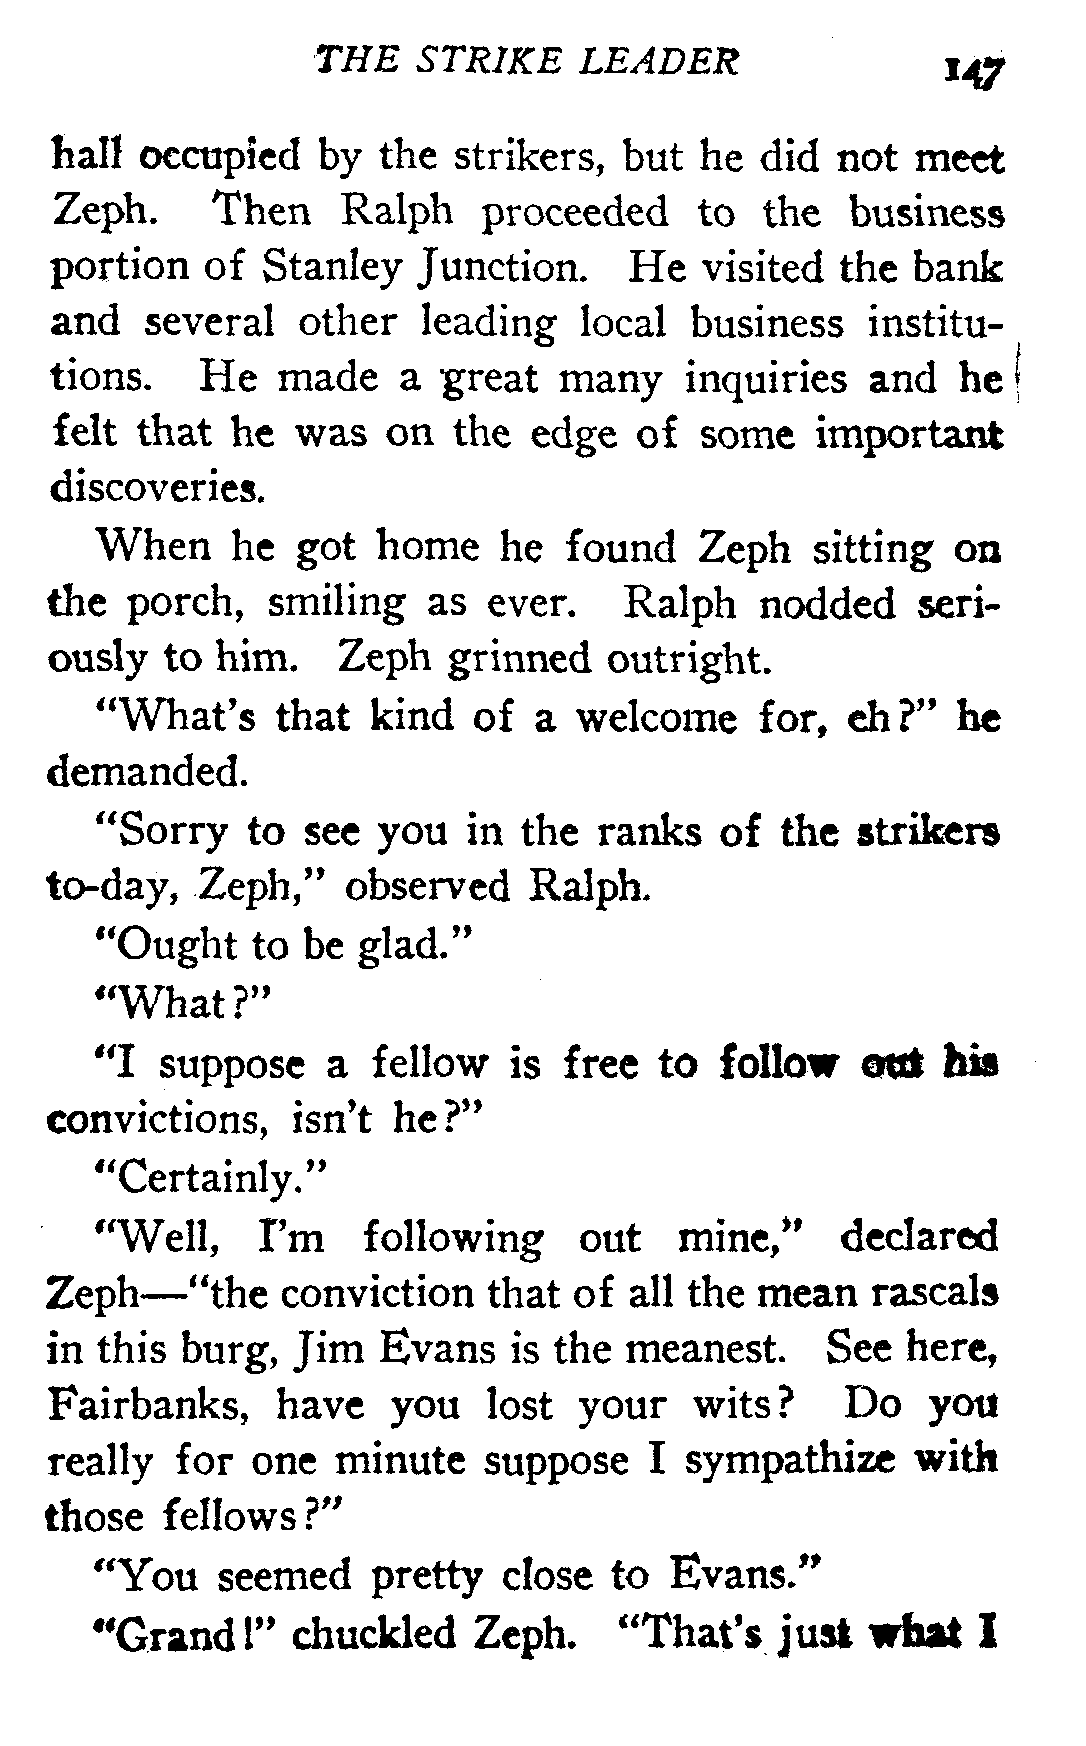 THE STRIKE LEADER 147
hall occupied by the strikers, but he did not meet
Zeph. Then Ralph proceeded to the business
portion of Stanley Junction. He visited the bank
and several other leading local business institu-
tions. He made a great many inquiries and he
felt that he was on the edge of some important
discoveries.
When he got home he found Zeph sitting on
the porch, smiling as ever. Ralph nodded seri-
ously to him. Zeph grinned outright.
"What's that kind of a welcome for, eh?" he
demanded.
"Sorry to see you in the ranks of the strikers
to-day, Zeph," observed Ralph.
"Ought to be glad."
"What?"
"I suppose a fellow is free to follow out his
convictions, isn't he?"
"Certainly."
"Well, I'm following out mine," declared
Zeph—"the conviction that of all the mean rascals
in this burg, Jim Evans is the meanest. See here,
Fairbanks, have you lost your wits? Do you
really for one minute suppose I sympathize with
those fellows?"
"You seemed pretty close to Evans."
"Grand!" chuckled Zeph. "That's just what I